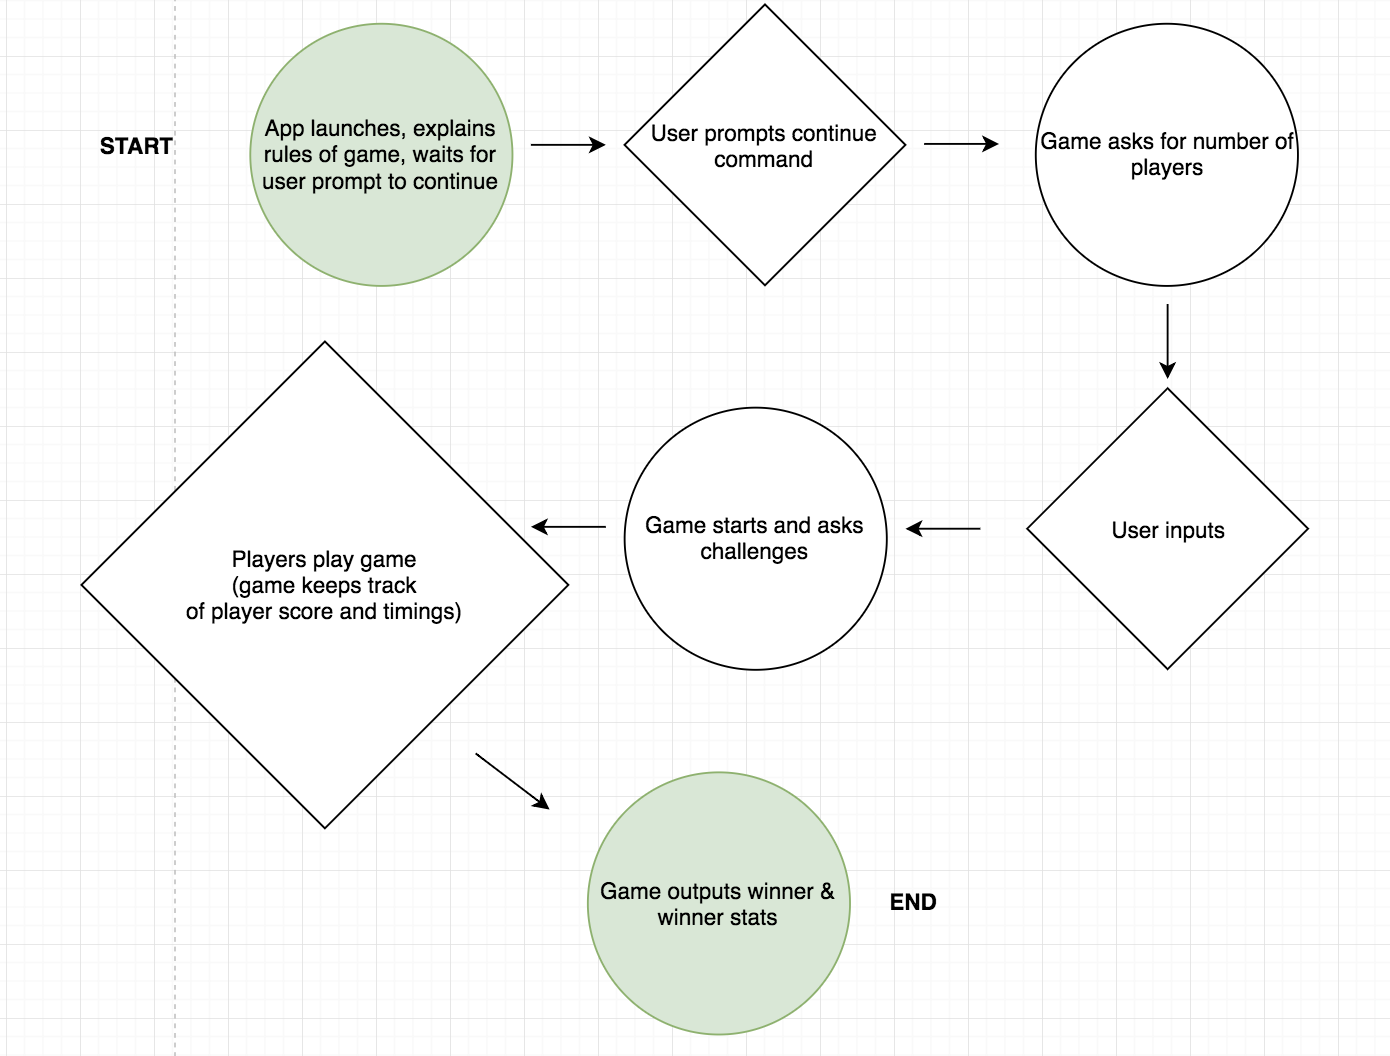 START
App launches, explains
rules of game, waits for
user prompt to continue
User prompts continue
command
Game asks for number of
players
User inputs
Game starts and asks
challenges
Players play game
(game keeps track
of player score and timings)
Game outputs winner &
winner stats
END